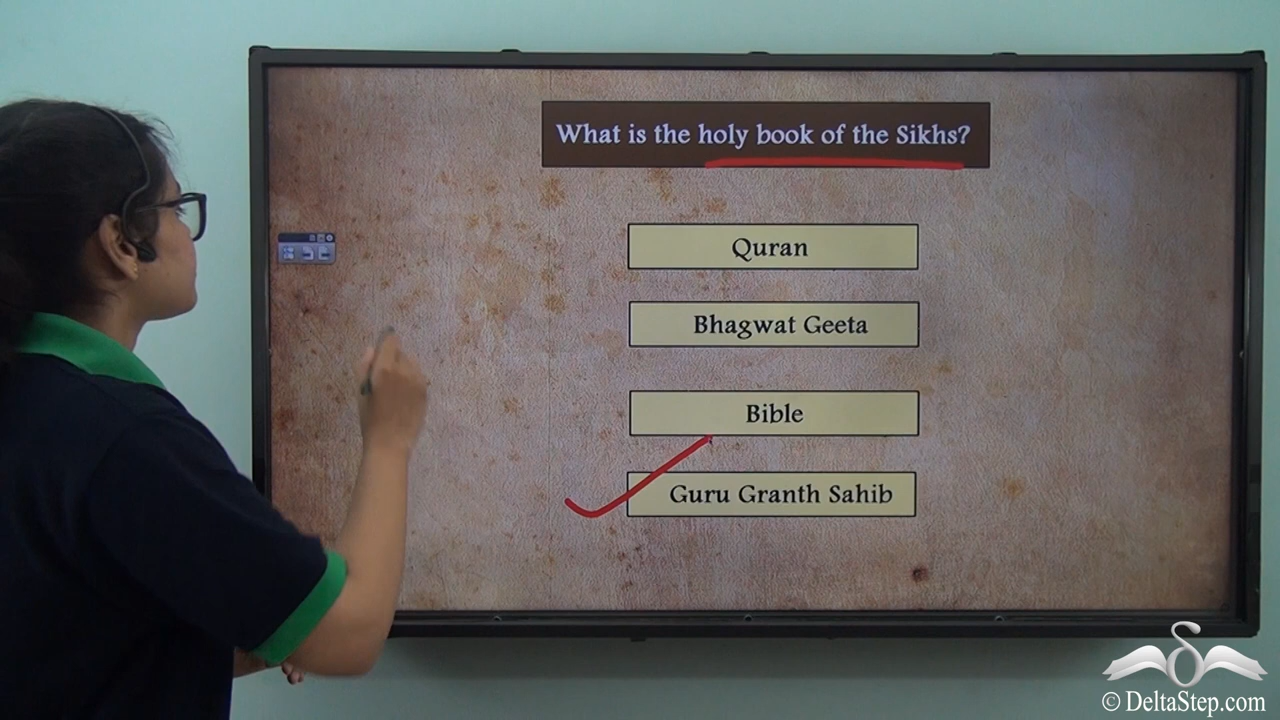 What is the holy book of the Sikhs?
Quran
Bhagwat Geeta
Bible
Guru Granth Sahib
© DeltaStep.com